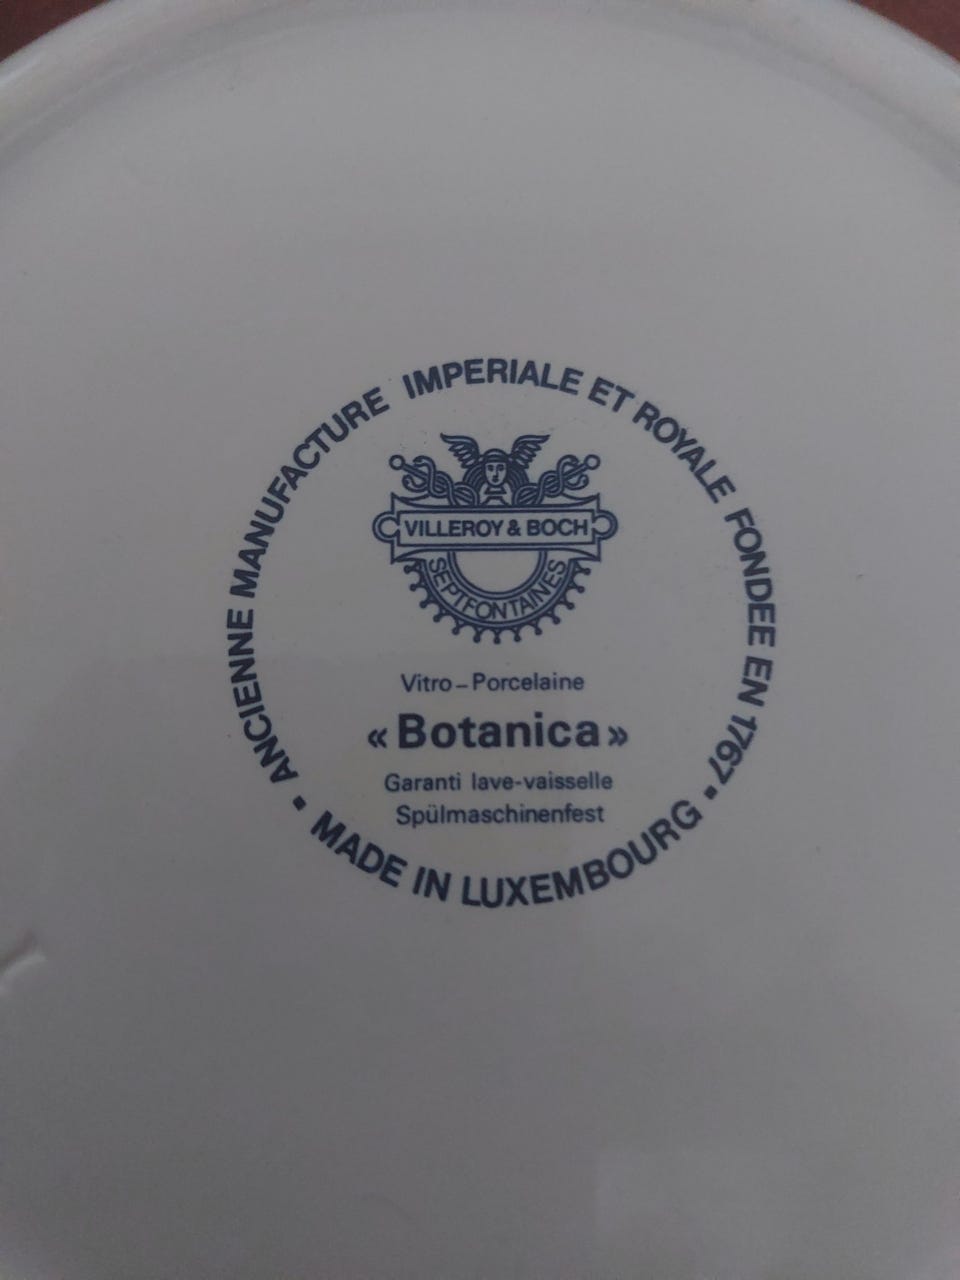 ANCIENNE MANUFACTURE IMPERIALE ET ROYALE FONDEE EN 1767 •
VILLEROY & BOCH
SEPTFONTAINES
Vitro – Porcelaine
« Botanica »
Garanti lave-vaisselle
Spülmaschinenfest
• MADE IN LUXEMBOURG